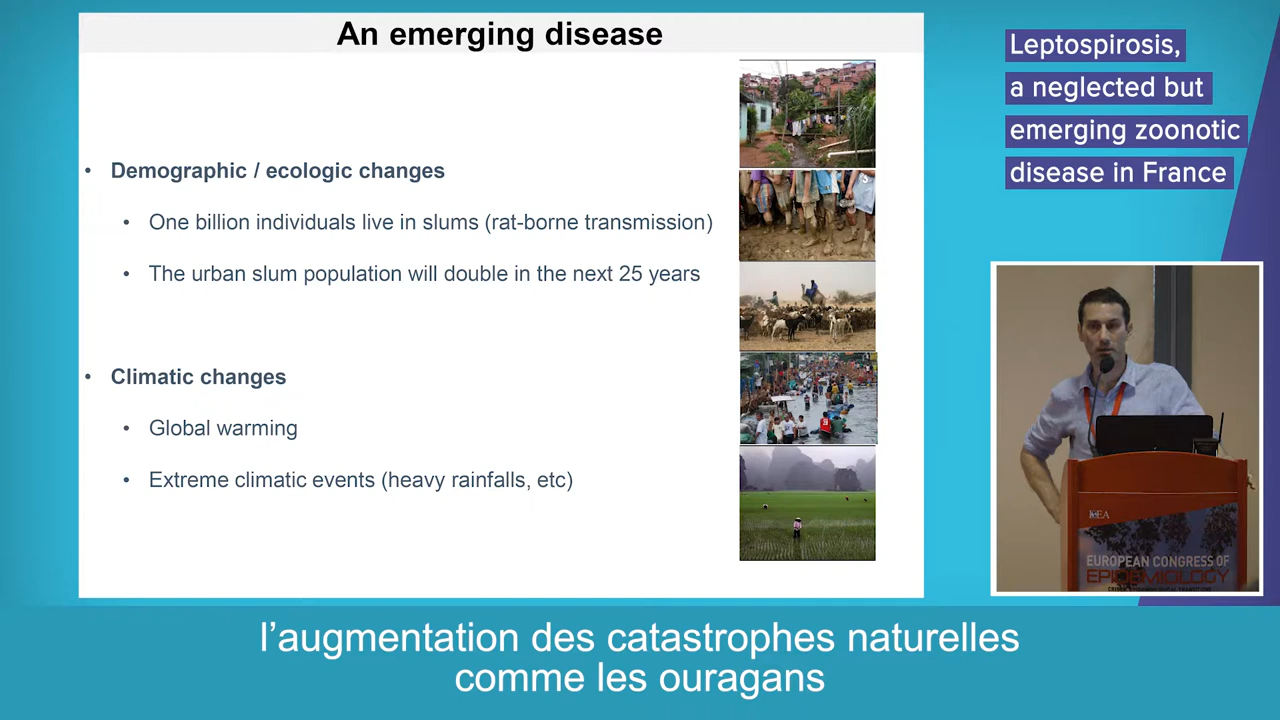 An emerging disease
• Demographic / ecologic changes
• One billion individuals live in slums (rat-borne transmission)
• The urban slum population will double in the next 25 years
• Climatic changes
• Global warming
• Extreme climatic events (heavy rainfalls, etc)
Leptospirosis,
a neglected but
emerging zoonotic
disease in France
EUROPEAN CONGRESS OF
EPIDEMIOLOGY
l’augmentation des catastrophes naturelles
comme les ouragans